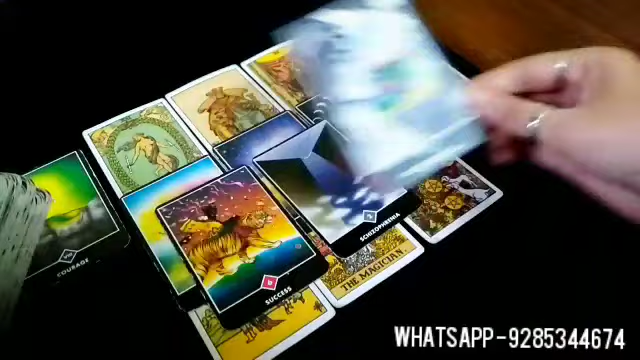 COURAGE
SCHIZOPHRENIA
SUCCESS
THE MAGICIAN
WHATSAPP-9285344674